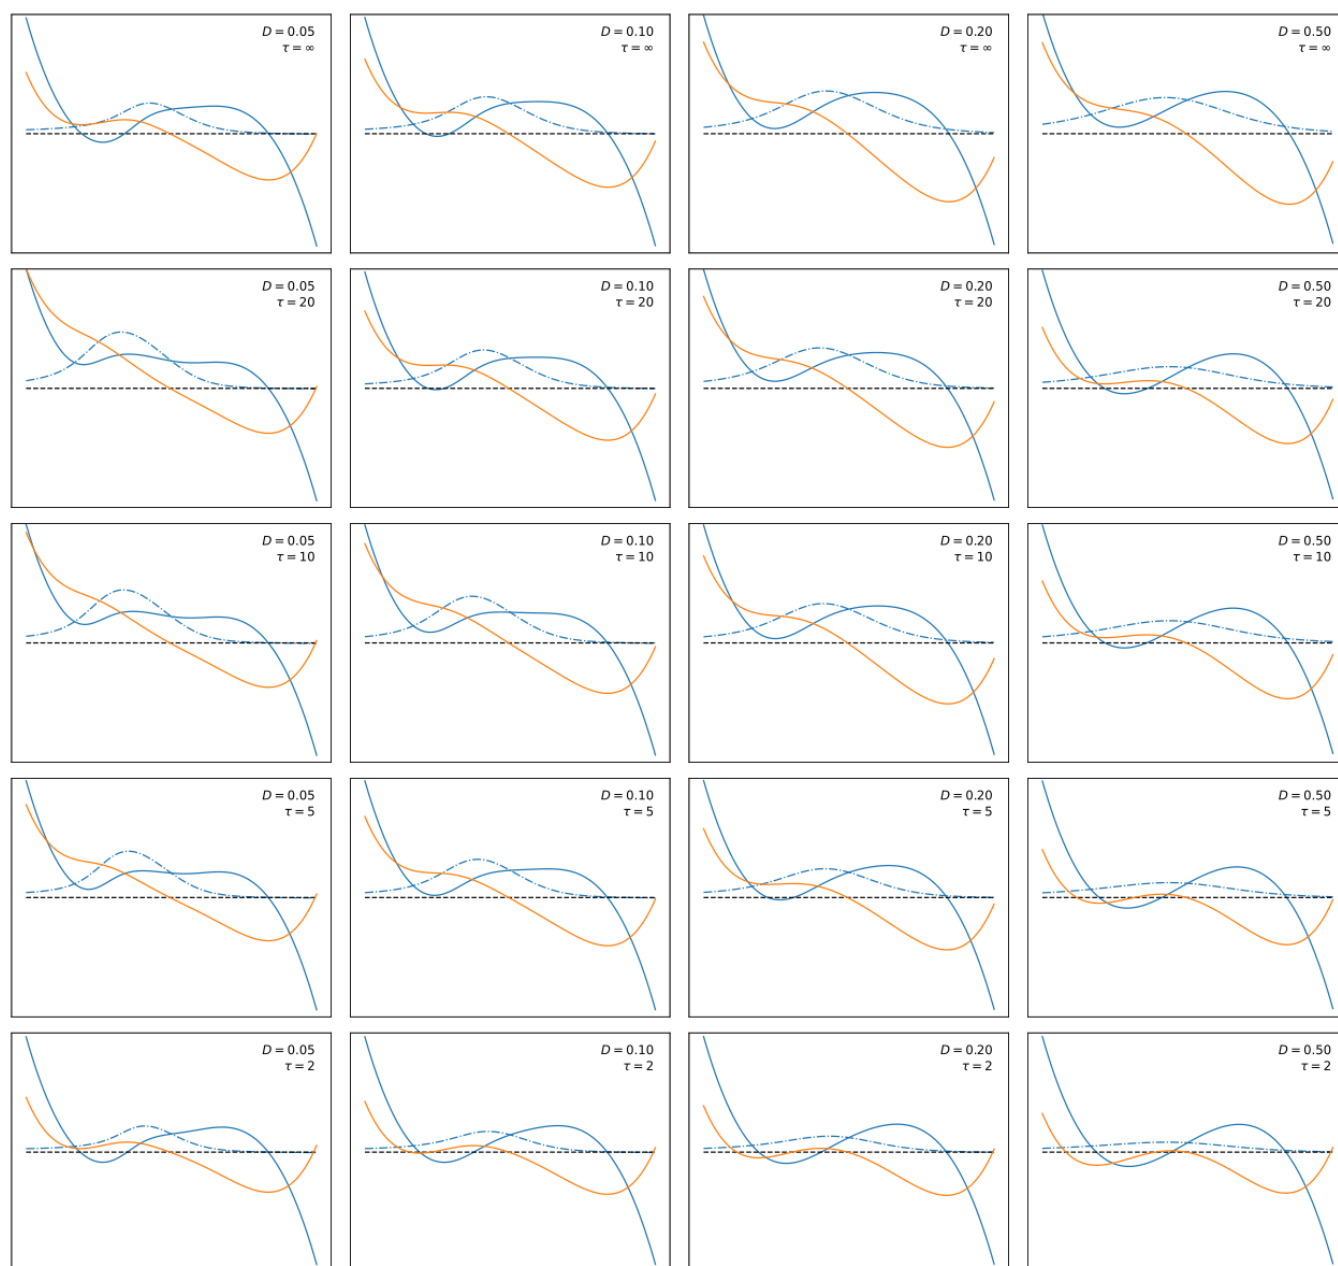 D = 0.05
τ = ∞
D = 0.10
τ = ∞
D = 0.20
τ = ∞
D = 0.50
τ = ∞
D = 0.05
τ = 20
D = 0.10
τ = 20
D = 0.20
τ = 20
D = 0.50
τ = 20
D = 0.05
τ = 10
D = 0.10
τ = 10
D = 0.20
τ = 10
D = 0.50
τ = 10
D = 0.05
τ = 5
D = 0.10
τ = 5
D = 0.20
τ = 5
D = 0.50
τ = 5
D = 0.05
τ = 2
D = 0.10
τ = 2
D = 0.20
τ = 2
D = 0.50
τ = 2